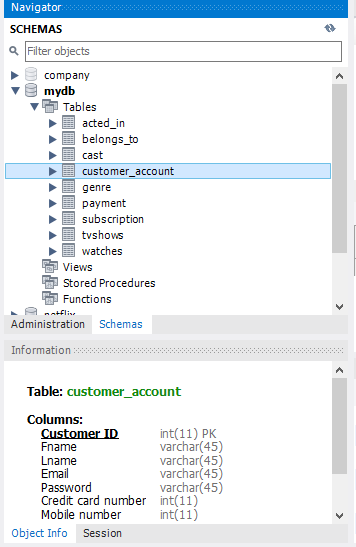 Navigator
SCHEMAS
Filter objects
company
mydb
Tables
acted_in
belongs_to
cast
customer_account
genre
payment
subscription
tvshows
watches
Views
Stored Procedures
Functions
netflix
Administration Schemas
Information
Table: customer_account
Columns:
Customer ID int(11) PK
Fname varchar(45)
Lname varchar(45)
Email varchar(45)
Password varchar(45)
Credit card number int(11)
Mobile number int(11)
Object Info Session